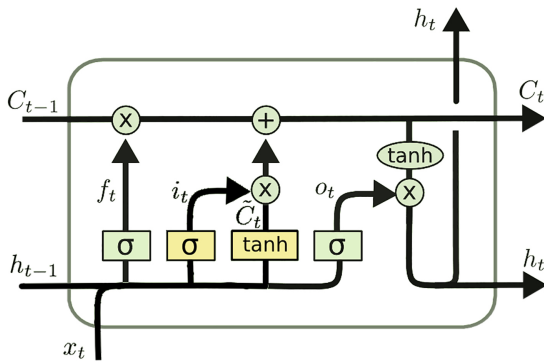 h_t
C_{t-1}
x
+
C_t
tanh
f_t
i_t
x
C̃_t
o_t
x
σ
σ
tanh
σ
h_{t-1}
h_t
x_t